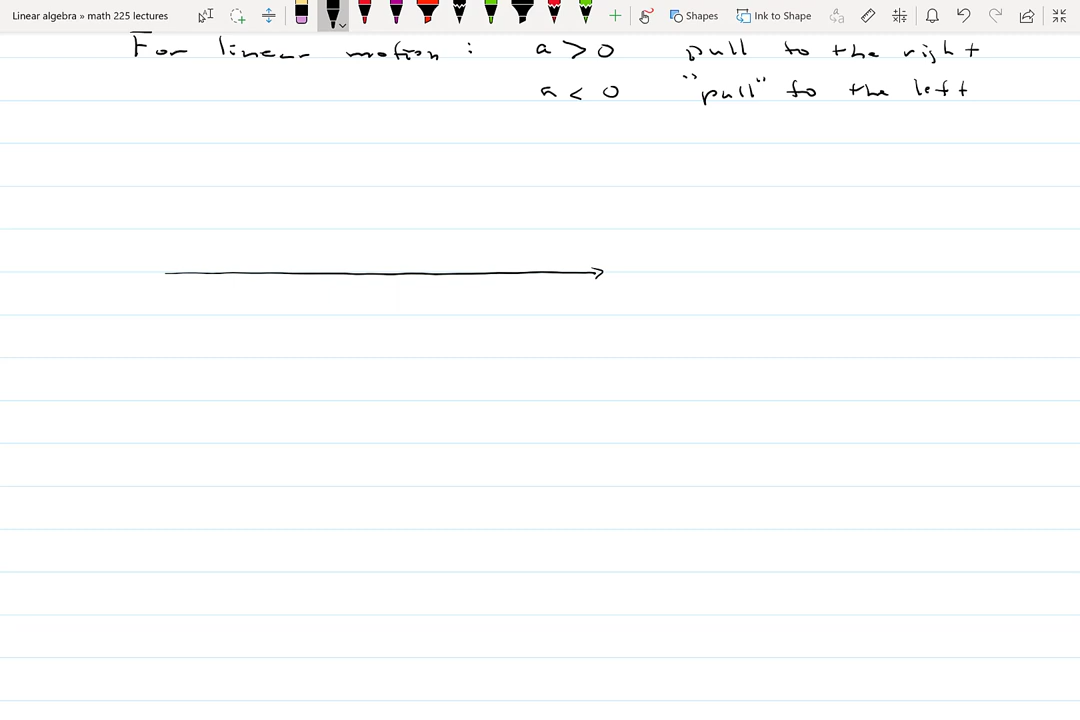 Linear algebra » math 225 lectures
Shapes
Ink to Shape
For linear motion : a > 0 pull to the right
a < 0 "pull" to the left